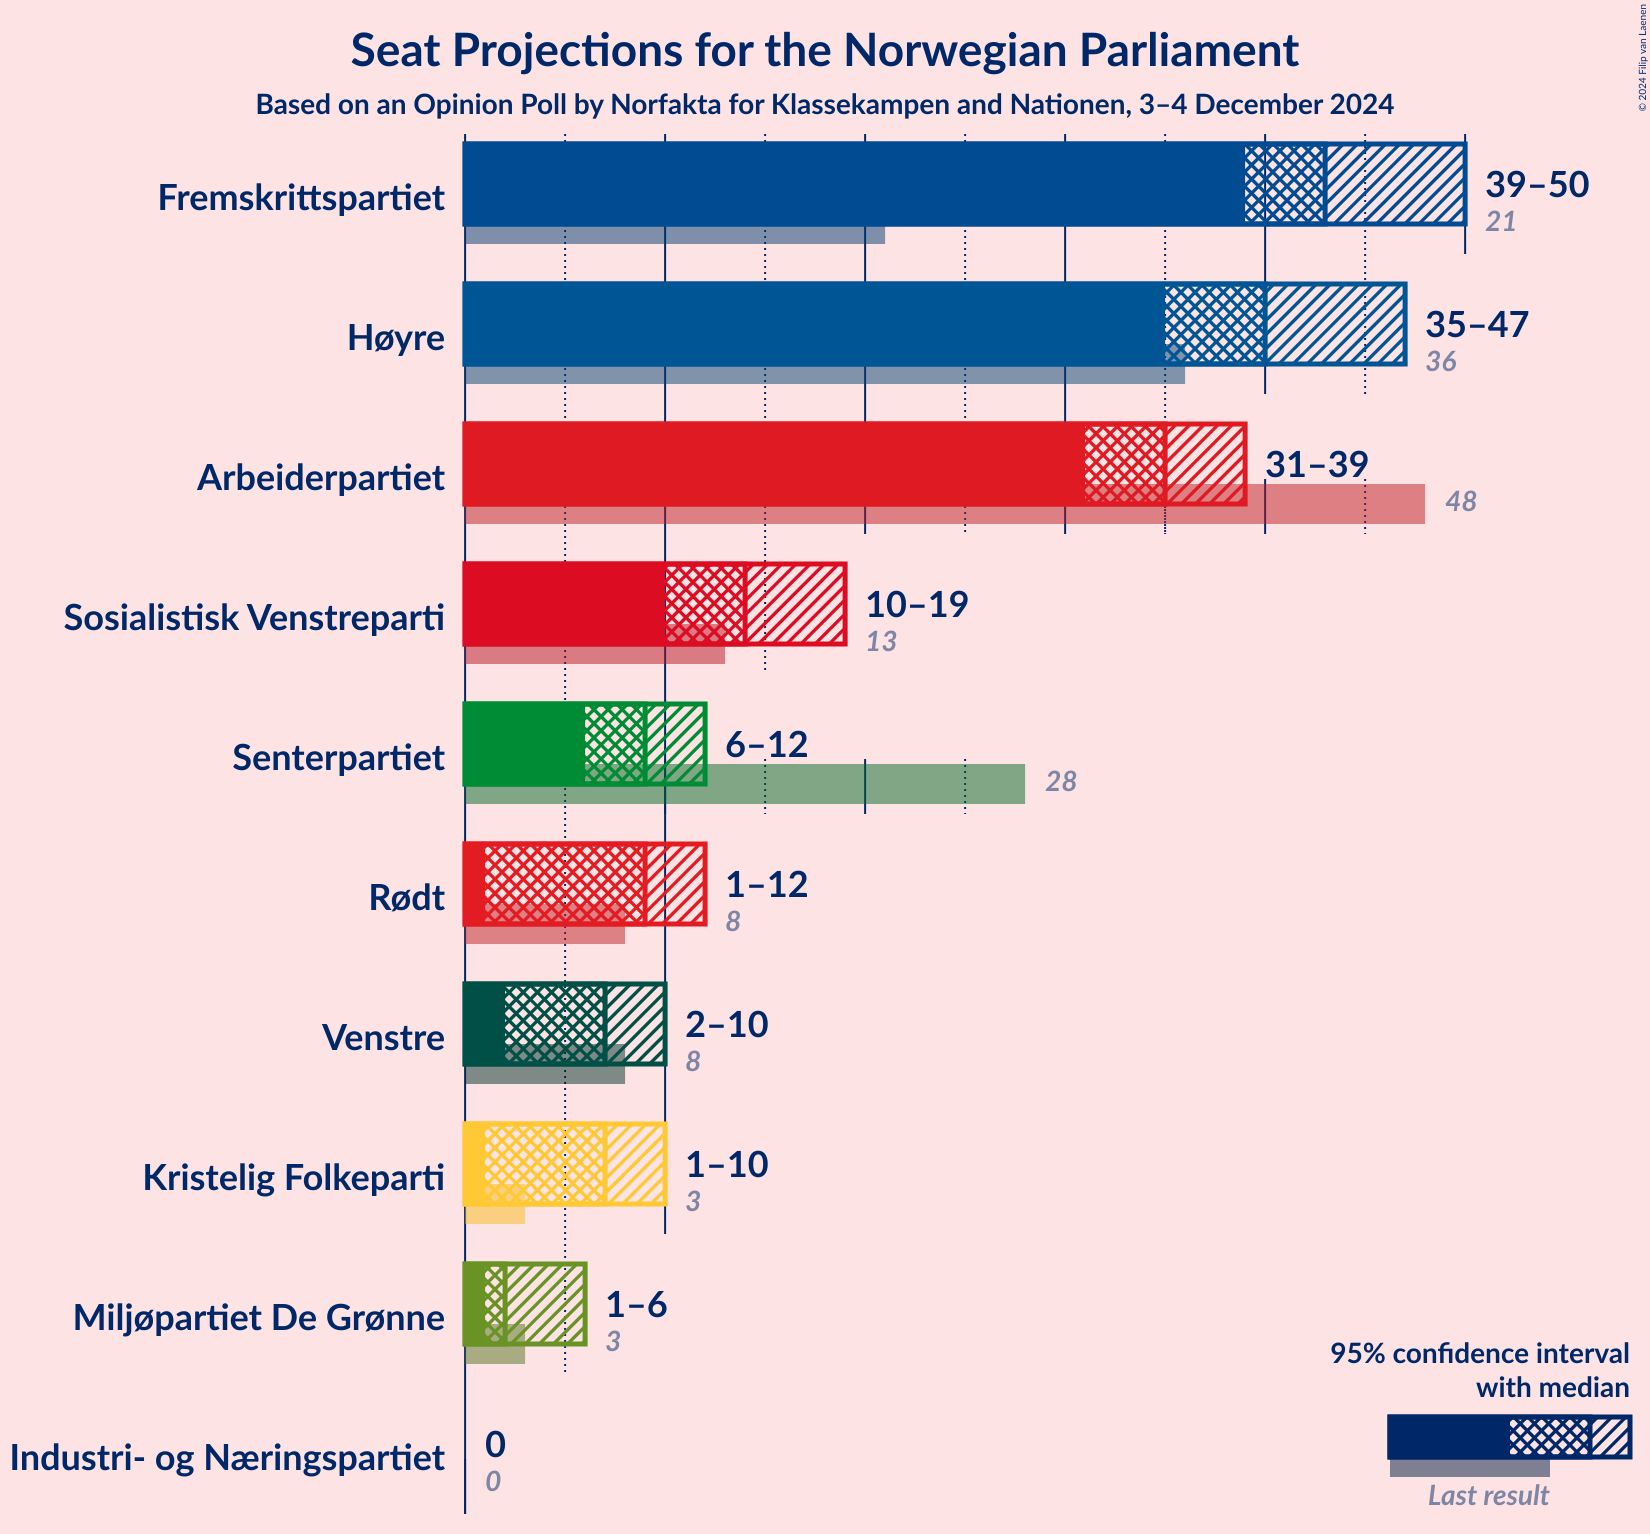 Seat Projections for the Norwegian Parliament
Based on an Opinion Poll by Norfakta for Klassekampen and Nationen, 3–4 December 2024
© 2024 Filip van Laenen
Fremskrittspartiet
39–50
21
Høyre
35–47
36
Arbeiderpartiet
31–39
48
Sosialistisk Venstreparti
10–19
13
Senterpartiet
6–12
28
Rødt
1–12
8
Venstre
2–10
8
Kristelig Folkeparti
1–10
3
Miljøpartiet De Grønne
1–6
3
Industri- og Næringspartiet
0
0
95% confidence interval
with median
Last result